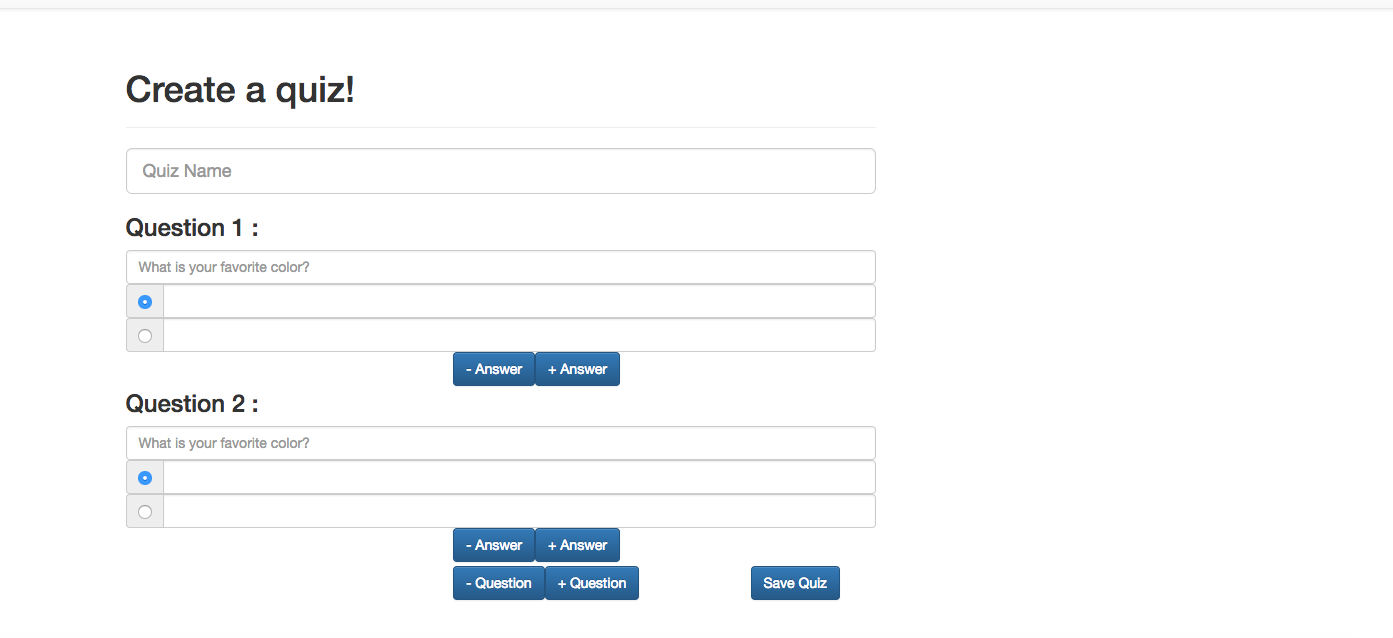 Create a quiz!
Quiz Name
Question 1 :
What is your favorite color?
- Answer + Answer
Question 2 :
What is your favorite color?
- Answer + Answer
- Question + Question Save Quiz